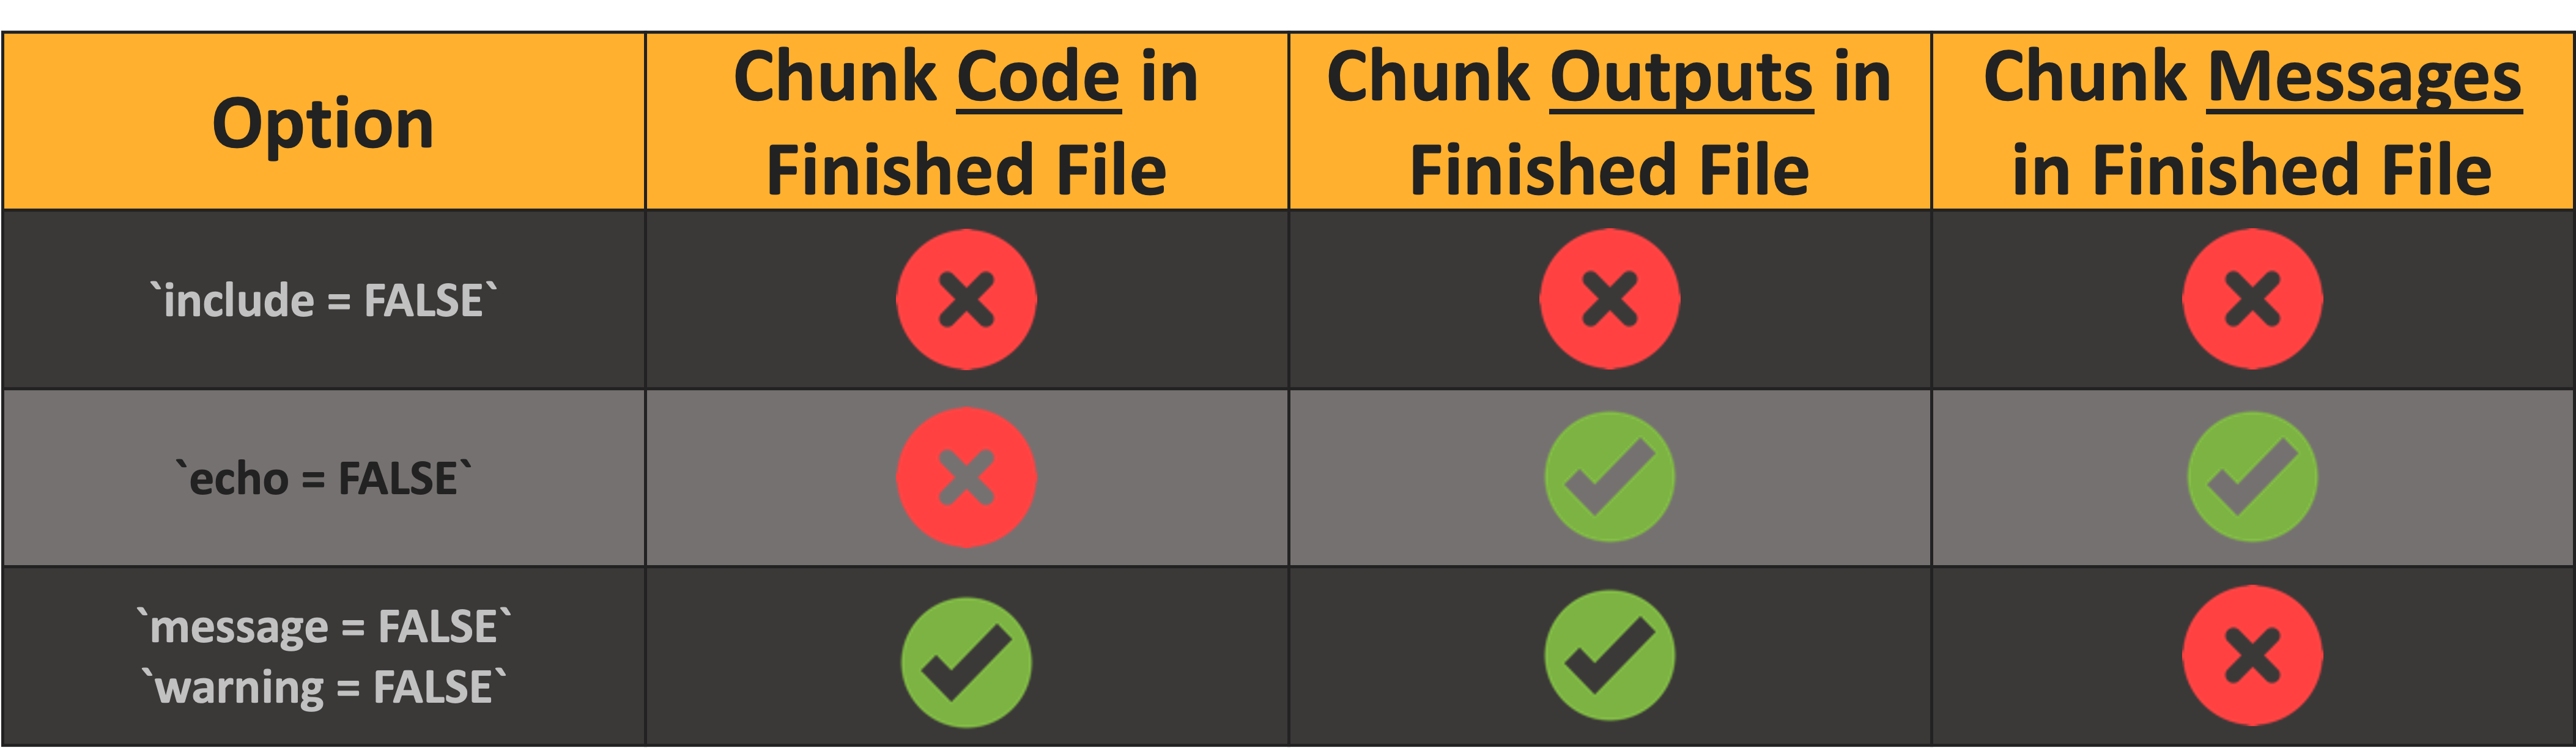 Option
Chunk Code in
Finished File
Chunk Outputs in
Finished File
Chunk Messages
in Finished File
`include = FALSE`
`echo = FALSE`
`message = FALSE`
`warning = FALSE`